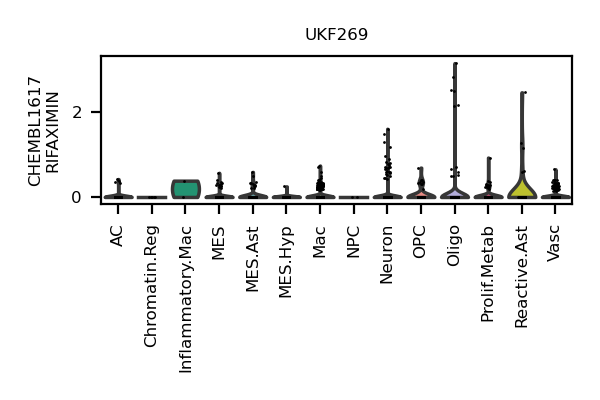 UKF269
CHEMBL1617
RIFAXIMIN
2
0
AC
Chromatin.Reg
Inflammatory.Mac
MES
MES.Ast
MES.Hyp
Mac
NPC
Neuron
OPC
Oligo
Prolif.Metab
Reactive.Ast
Vasc